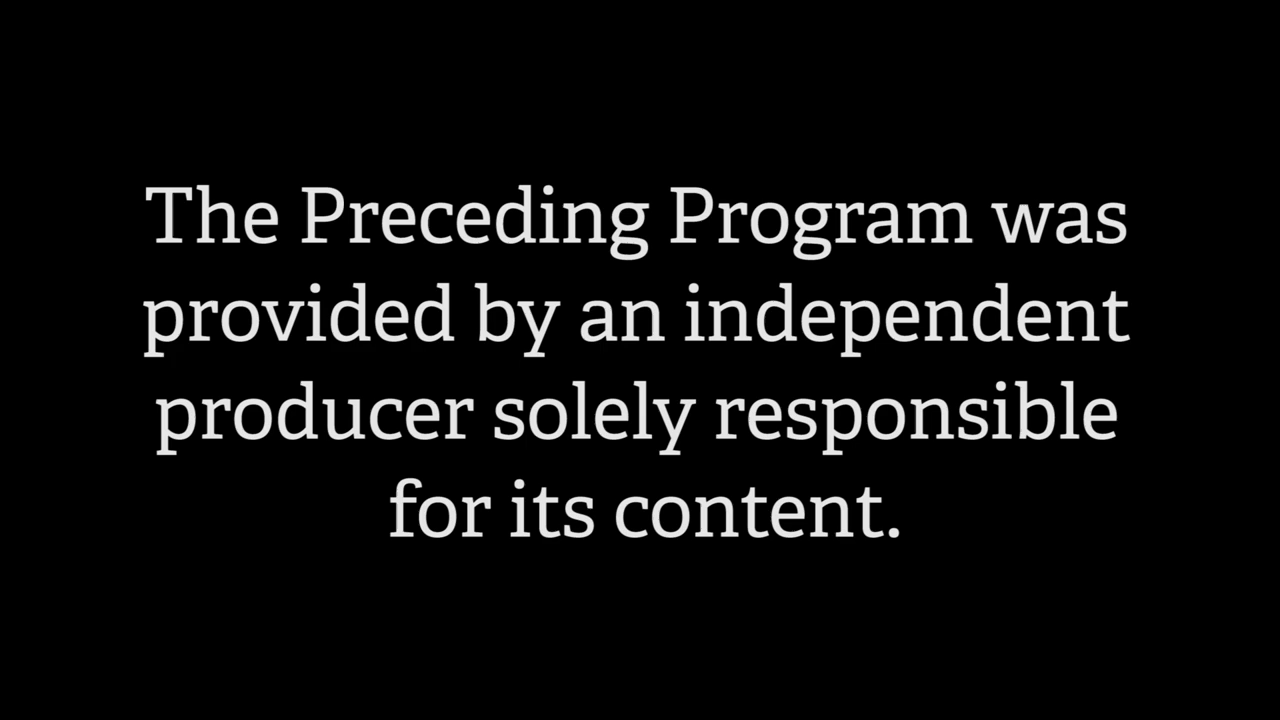 The Preceding Program was
provided by an independent
producer solely responsible
for its content.